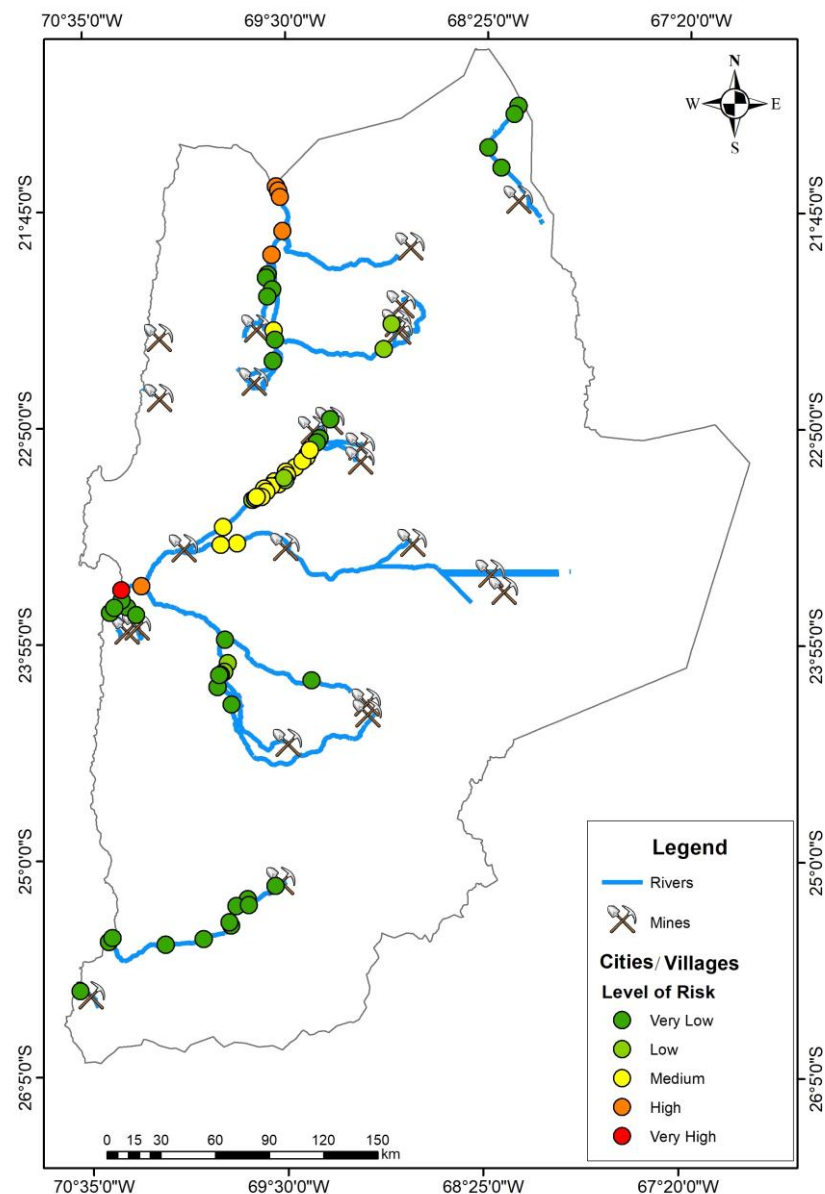 70°35'0"W 69°30'0"W 68°25'0"W 67°20'0"W
N
W E
S
21°45'0"S 21°45'0"S
22°50'0"S 22°50'0"S
23°55'0"S 23°55'0"S
25°0'0"S 25°0'0"S
26°5'0"S 26°5'0"S
Legend
Rivers
Mines
Cities/Villages
Level of Risk
Very Low
Low
Medium
High
Very High
0 15 30 60 90 120 150
km
70°35'0"W 69°30'0"W 68°25'0"W 67°20'0"W